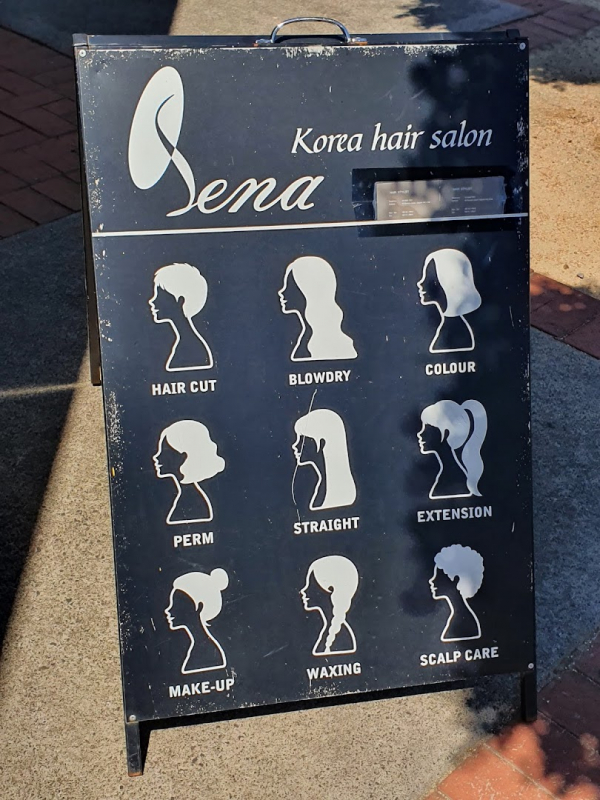 Korea hair salon
Sena
HAIR CUT
BLOWDRY
COLOUR
PERM
STRAIGHT
EXTENSION
MAKE-UP
WAXING
SCALP CARE